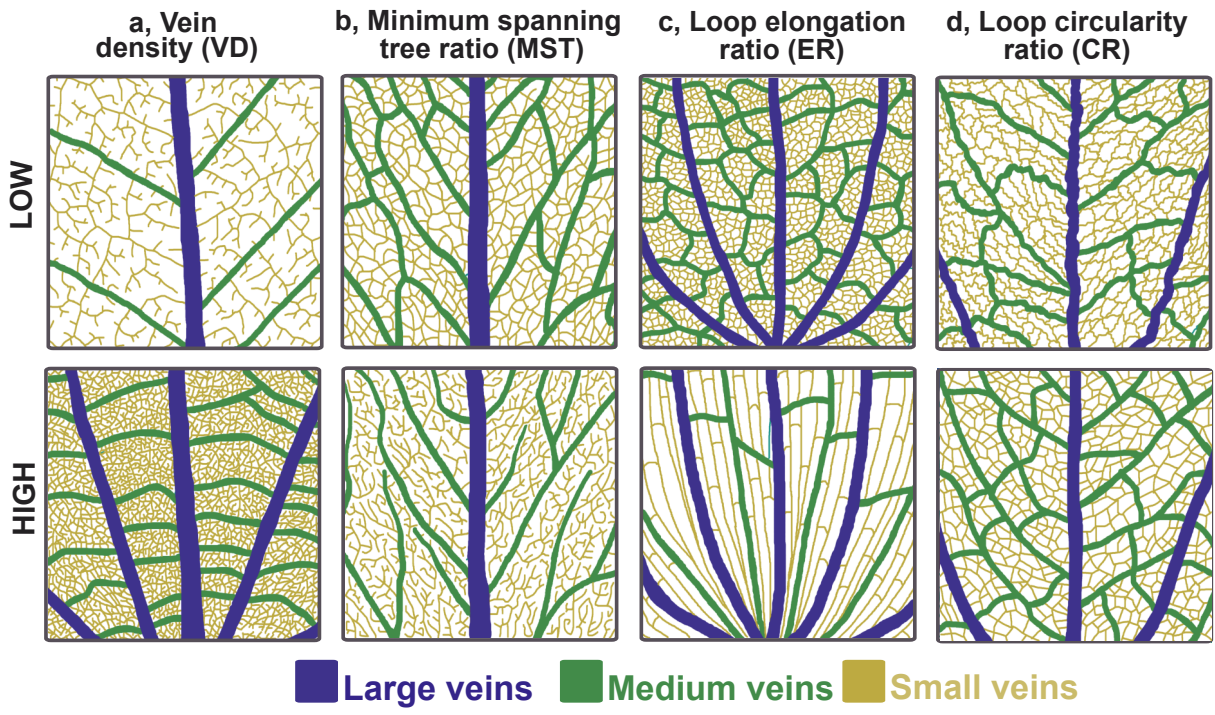 a, Vein
density (VD)
b, Minimum spanning
tree ratio (MST)
c, Loop elongation
ratio (ER)
d, Loop circularity
ratio (CR)
LOW
HIGH
Large veins
Medium veins
Small veins